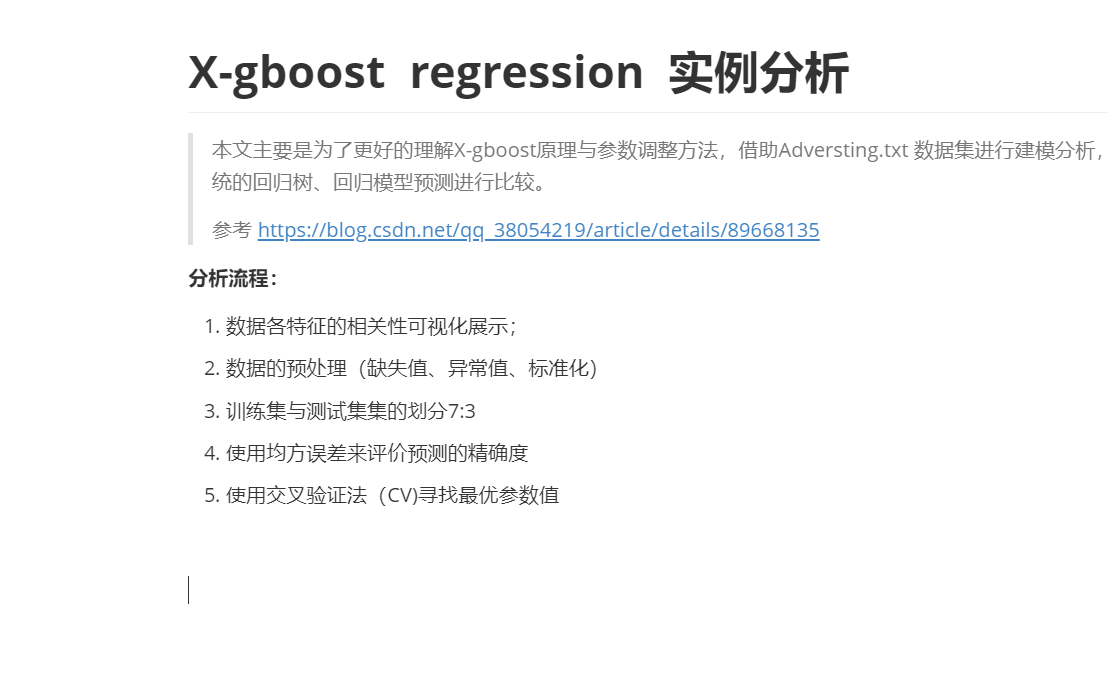 X-gboost regression 实例分析
本文主要是为了更好的理解X-gboost原理与参数调整方法，借助Adversting.txt 数据集进行建模分析，
统的回归树、回归模型预测进行比较。
参考 https://blog.csdn.net/qq_38054219/article/details/89668135
分析流程：
1. 数据各特征的相关性可视化展示；
2. 数据的预处理（缺失值、异常值、标准化）
3. 训练集与测试集集的划分7:3
4. 使用均方误差来评价预测的精确度
5. 使用交叉验证法（CV)寻找最优参数值